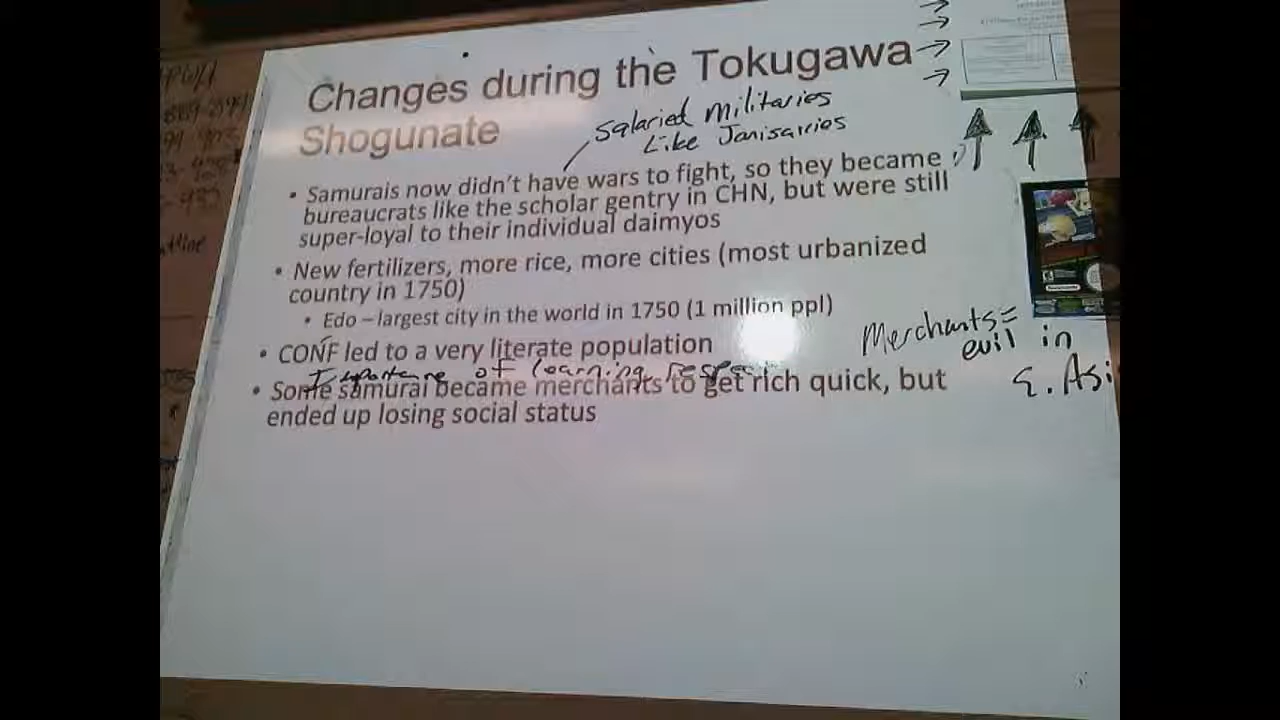 Changes during the Tokugawa
Shogunate
Salaried militaries
Like Janisaries
• Samurais now didn't have wars to fight, so they became
bureaucrats like the scholar gentry in CHN, but were still
super-loyal to their individual daimyos
• New fertilizers, more rice, more cities (most urbanized
country in 1750)
• Edo – largest city in the world in 1750 (1 million ppl)
Merchants=
evil in
E. Asi
• CONF led to a very literate population
Importance of learning
• Some samurai became merchants to get rich quick, but
ended up losing social status